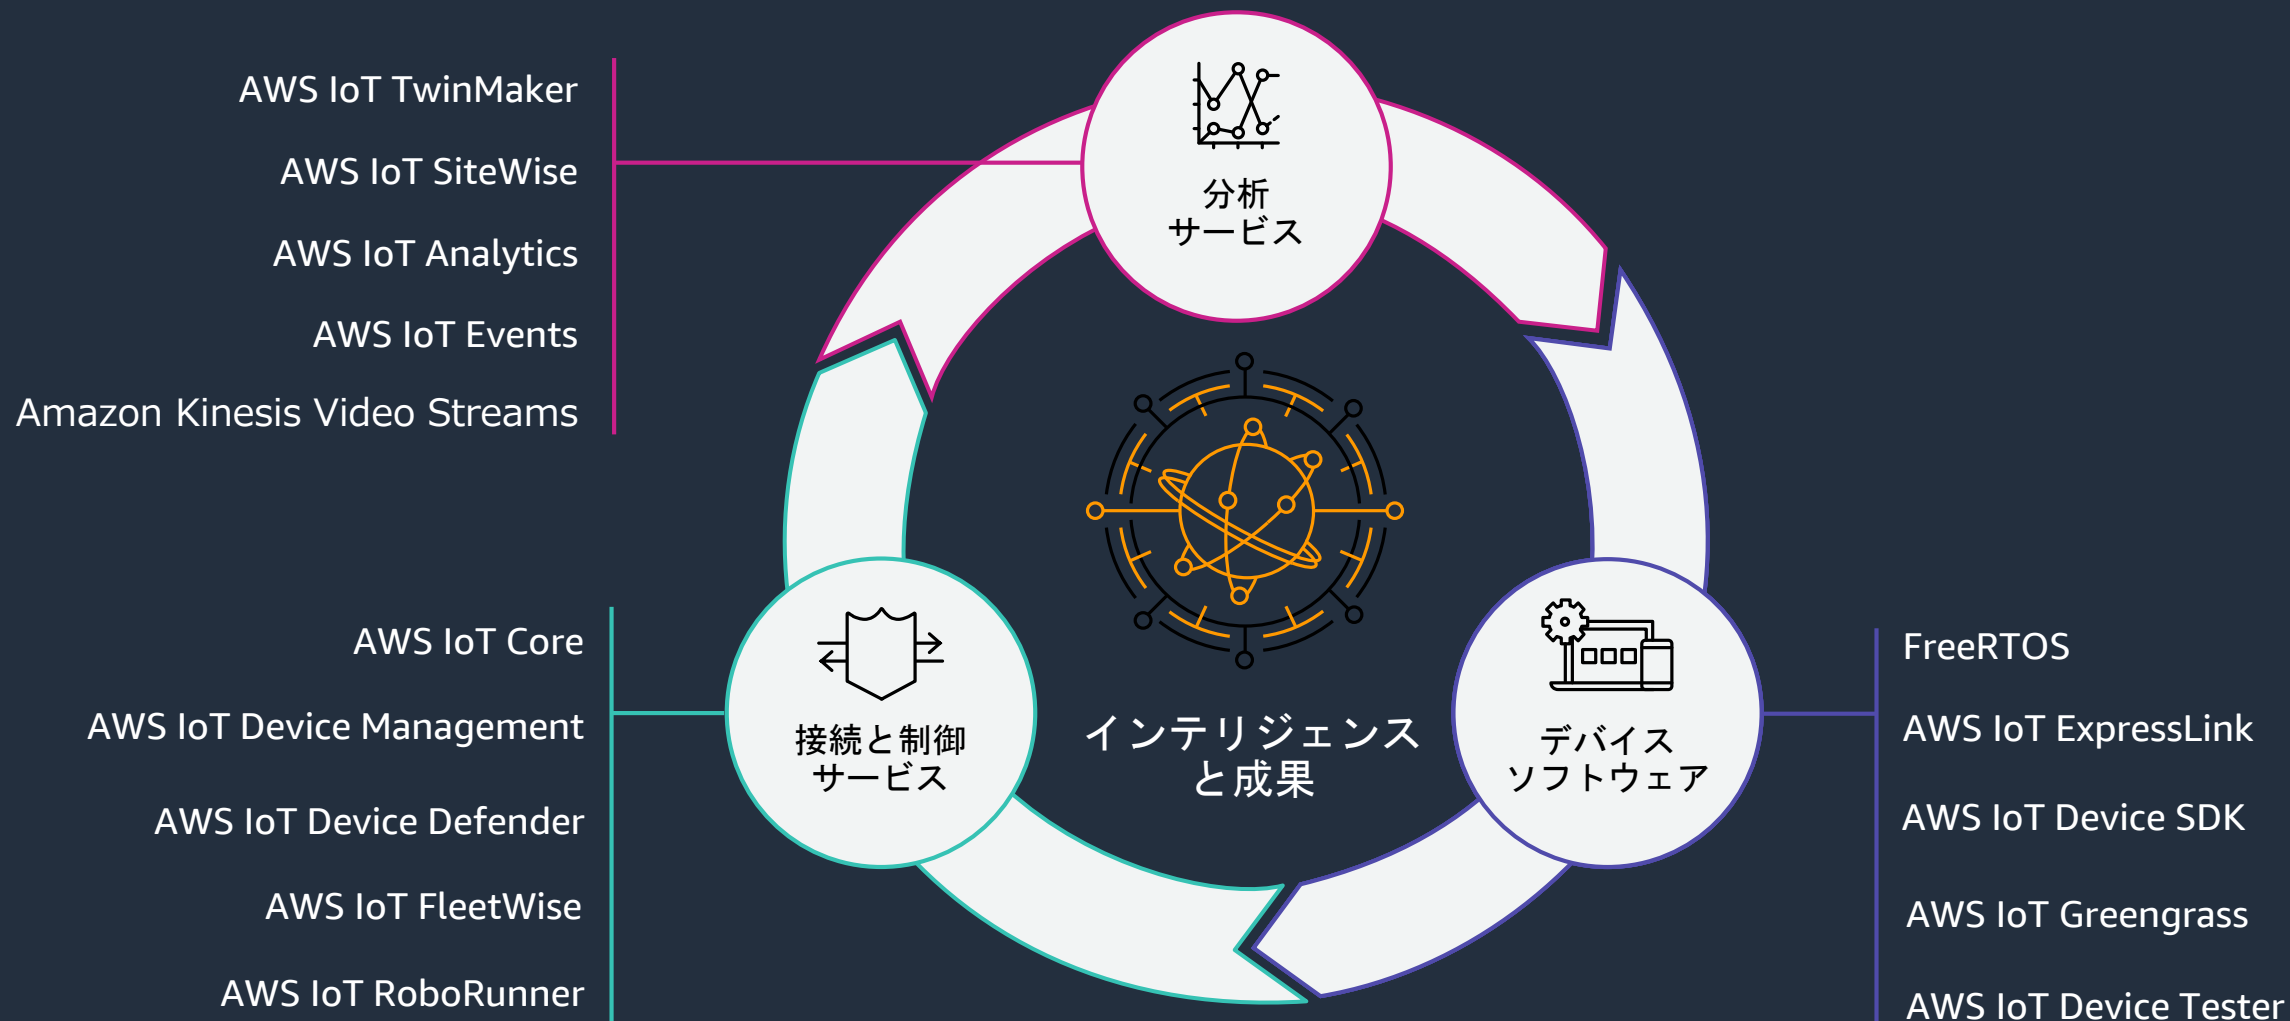 AWS IoT TwinMaker
AWS IoT SiteWise
AWS IoT Analytics
AWS IoT Events
Amazon Kinesis Video Streams
分析
サービス
AWS IoT Core
AWS IoT Device Management
AWS IoT Device Defender
AWS IoT FleetWise
AWS IoT RoboRunner
接続と制御
サービス
インテリジェンス
と成果
デバイス
ソフトウェア
FreeRTOS
AWS IoT ExpressLink
AWS IoT Device SDK
AWS IoT Greengrass
AWS IoT Device Tester